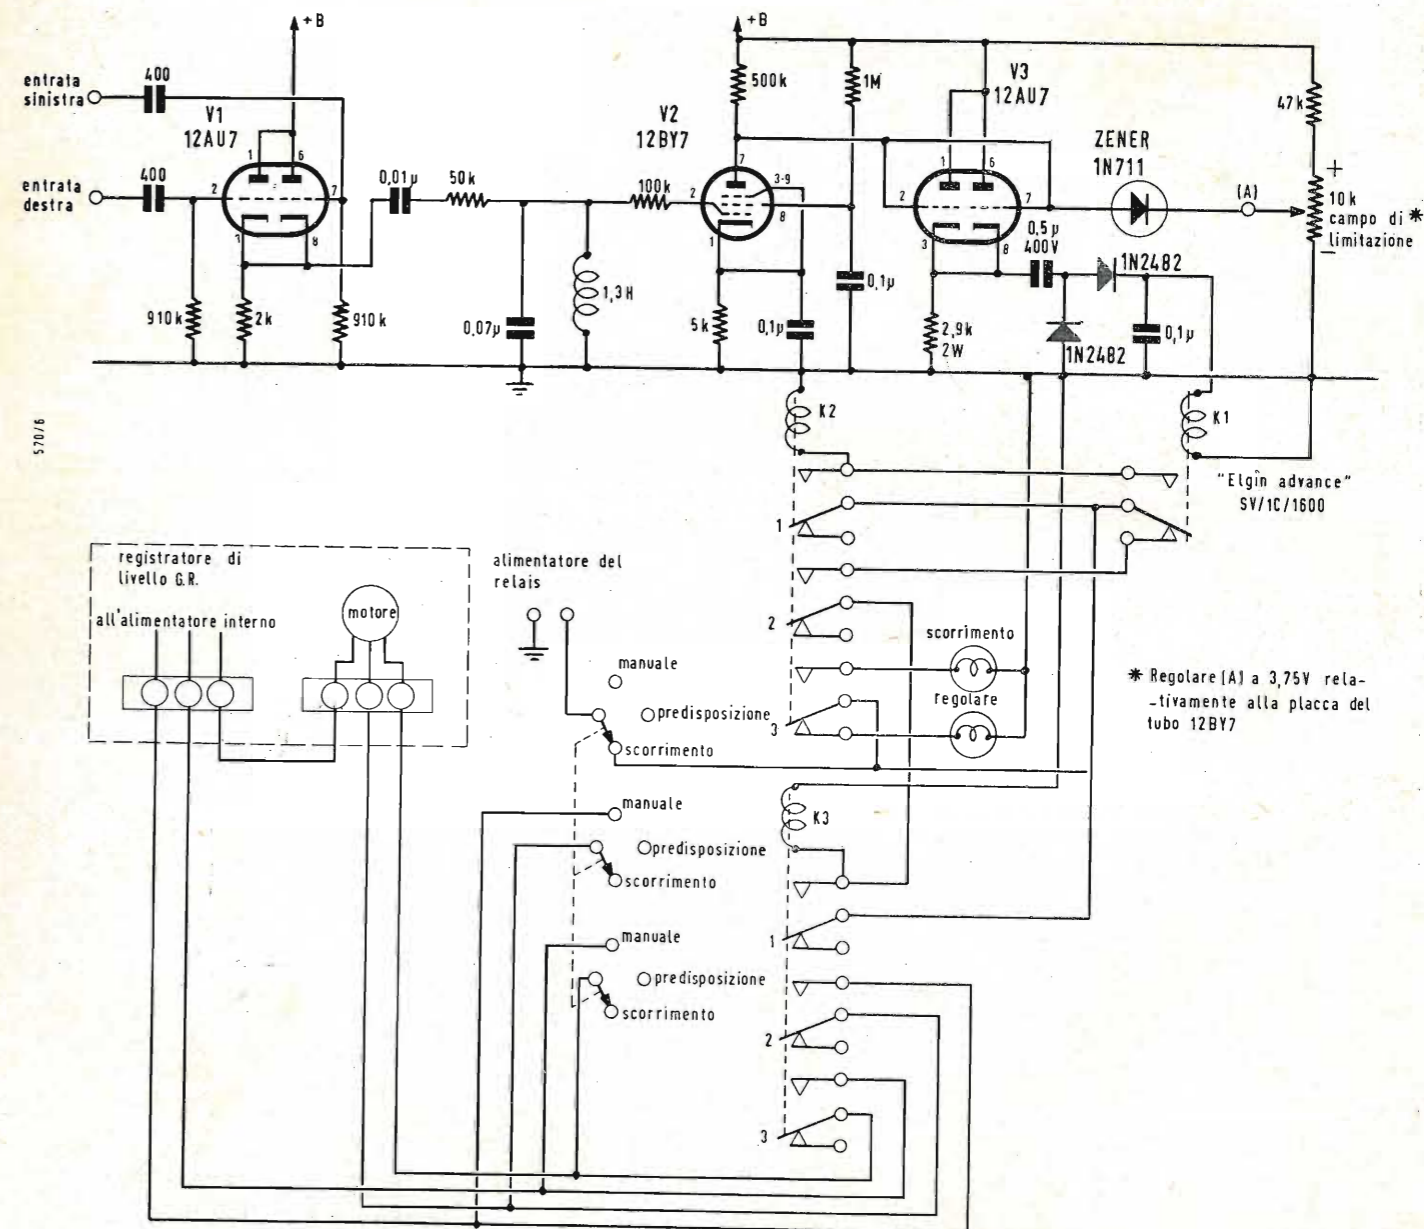 +B
+B
entrata
sinistra
400
V1
12AU7
500k
1M
V3
12AU7
47k
V2
12BY7
1
6
7
3-9
1
6
ZENER
1N711
+
entrata
destra
400
2
7
0,01µ
50k
100k
2
8
2
7
(A)
10k
campo di *
limitazione
-
1
8
1
3
8
0,5µ
400V
1N2482
1,3H
0,1µ
910k
2k
910k
0,07µ
5k
0,1µ
2,9k
2W
1N2482
0,1µ
570/6
K2
K1
"Elgin advance"
SV/1C/1600
1
registratore di
livello G.R.
alimentatore del
relais
all'alimentatore interno
motore
2
scorrimento
manuale
regolare
predisposizione
3
scorrimento
* Regolare (A) a 3,75V rela-
-tivamente alla placca del
tubo 12BY7
manuale
K3
predisposizione
scorrimento
manuale
1
predisposizione
scorrimento
2
3